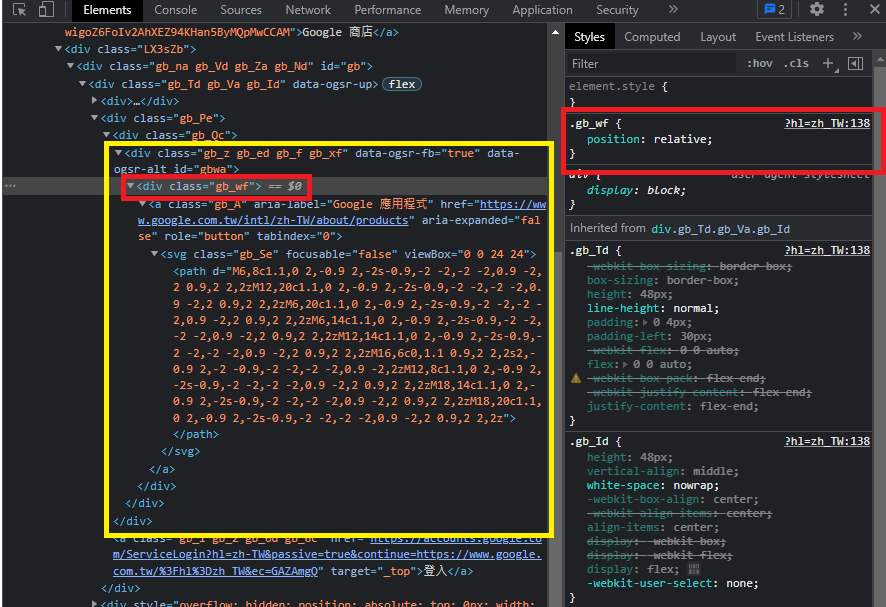 Elements Console Sources Network Performance Memory Application Security » 2
wigoZ6FoIv2AhXEZ94KHan5ByMQpMwCCAM">Google 商店</a>
▼<div class="LX3sZb">
▼<div class="gb_na gb_Vd gb_Za gb_Nd" id="gb">
▼<div class="gb_Td gb_Va gb_Id" data-ogsr-up> flex
▶<div>…</div>
▼<div class="gb_Pe">
▼<div class="gb_Qc">
▼<div class="gb_z gb_ed gb_f gb_xf" data-ogsr-fb="true" data-
ogsr-alt id="gbwa">
… ▼<div class="gb_wf"> == $0
▼<a class="gb_A" aria-label="Google 應用程式" href="https://ww
w.google.com.tw/intl/zh-TW/about/products" aria-expanded="fal
se" role="button" tabindex="0">
▼<svg class="gb_Se" focusable="false" viewBox="0 0 24 24">
<path d="M6,8c1.1,0 2,-0.9 2,-2s-0.9,-2 -2,-2 -2,0.9 -2,
2 0.9,2 2,2zM12,20c1.1,0 2,-0.9 2,-2s-0.9,-2 -2,-2 -2,0.
9 -2,2 0.9,2 2,2zM6,20c1.1,0 2,-0.9 2,-2s-0.9,-2 -2,-2 -
2,0.9 -2,2 0.9,2 2,2zM6,14c1.1,0 2,-0.9 2,-2s-0.9,-2 -2,
-2 -2,0.9 -2,2 0.9,2 2,2zM12,14c1.1,0 2,-0.9 2,-2s-0.9,-
2 -2,-2 -2,0.9 -2,2 0.9,2 2,2zM16,6c0,1.1 0.9,2 2,2s2,-
0.9 2,-2 -0.9,-2 -2,-2 -2,0.9 -2,2zM12,8c1.1,0 2,-0.9 2,
-2s-0.9,-2 -2,-2 -2,0.9 -2,2 0.9,2 2,2zM18,14c1.1,0 2,-
0.9 2,-2s-0.9,-2 -2,-2 -2,0.9 -2,2 0.9,2 2,2zM18,20c1.1,
0 2,-0.9 2,-2s-0.9,-2 -2,-2 -2,0.9 -2,2 0.9,2 2,2z">
</path>
</svg>
</a>
</div>
</div>
</div>
m/ServiceLogin?hl=zh-TW&passive=true&continue=https://www.google.
com.tw/%3Fhl%3Dzh_TW&ec=GAZAmgQ" target="_top">登入</a>
</div>
▶<div style="overflow: hidden; position: absolute; top: 0px; width:
Styles Computed Layout Event Listeners »
Filter :hov .cls +
element.style {
}
.gb_wf { ?hl=zh_TW:138
position: relative;
}
div { user agent stylesheet
display: block;
}
Inherited from div.gb_Td.gb_Va.gb_Id
.gb_Td { ?hl=zh_TW:138
-webkit-box-sizing: border-box;
box-sizing: border-box;
height: 48px;
line-height: normal;
padding:▶ 0 4px;
padding-left: 30px;
-webkit-flex: 0 0 auto;
flex:▶ 0 0 auto;
-webkit-box-pack: flex-end;
-webkit-justify-content: flex-end;
justify-content: flex-end;
}
.gb_Id { ?hl=zh_TW:138
height: 48px;
vertical-align: middle;
white-space: nowrap;
-webkit-box-align: center;
-webkit-align-items: center;
align-items: center;
display: -webkit-box;
display: -webkit-flex;
display: flex;
-webkit-user-select: none;
}